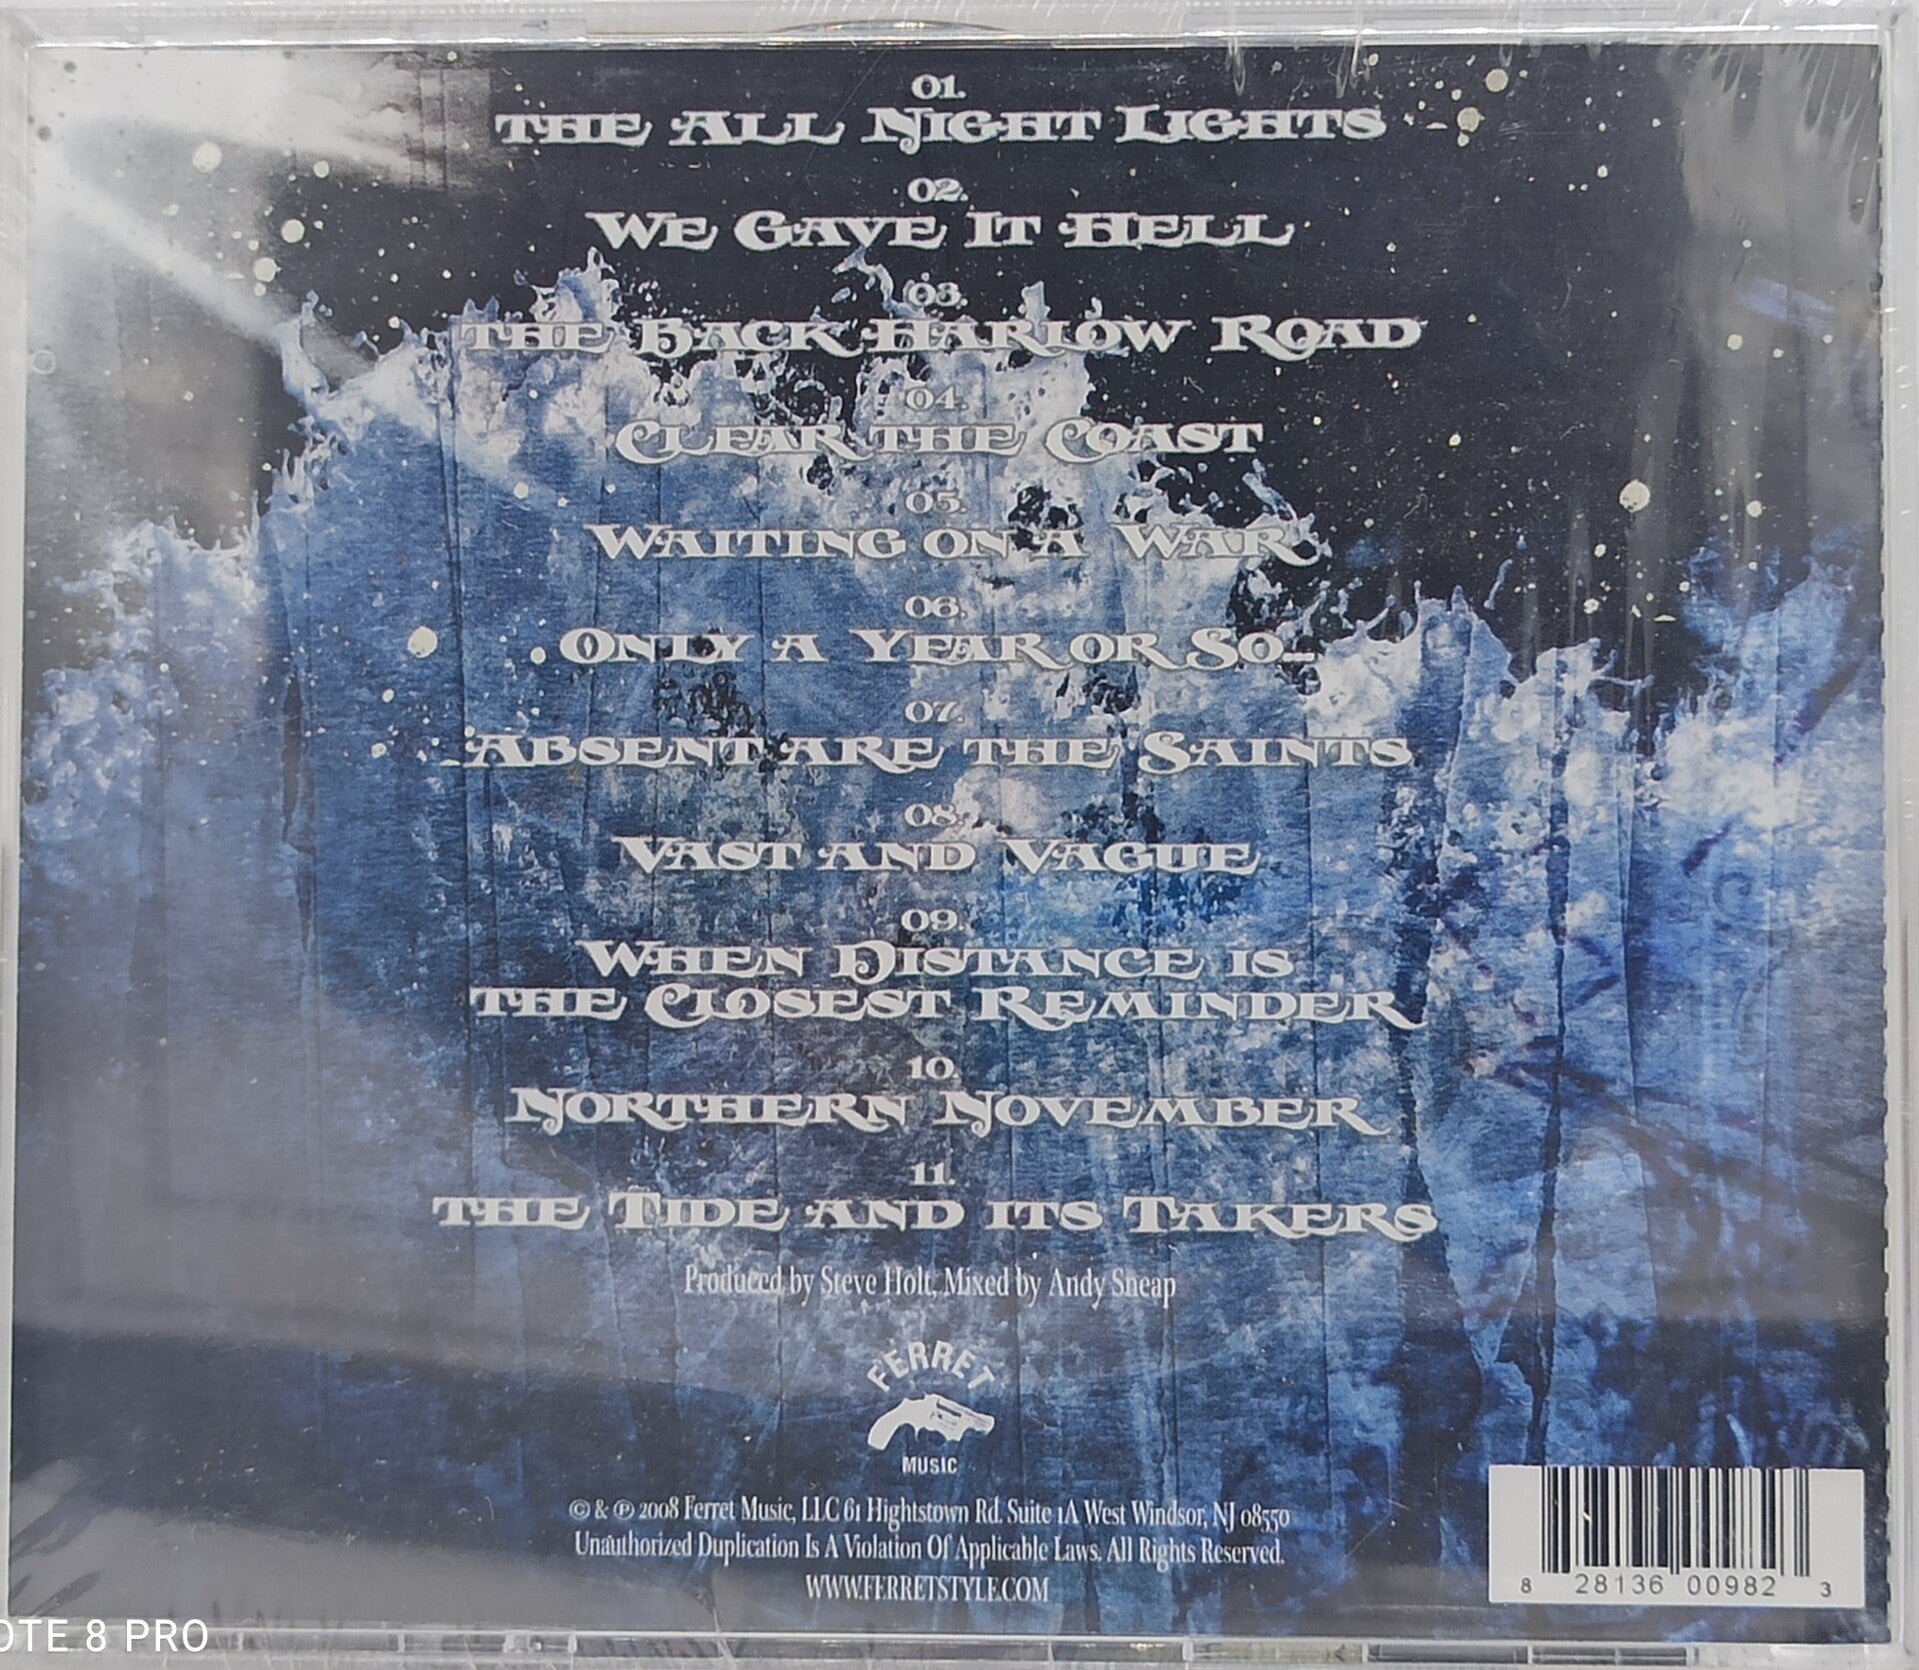 01.
THE ALL NIGHT LIGHTS
02.
WE GAVE IT HELL
03.
THE BACK HARLOW ROAD
04.
CLEAR THE COAST
05.
WAITING ON A WAR
06.
ONLY A YEAR OR SO...
07.
ABSENT ARE THE SAINTS
08.
VAST AND VAGUE
09.
WHEN DISTANCE IS
THE CLOSEST REMINDER
10.
NORTHERN NOVEMBER
11.
THE TIDE AND ITS TAKERS
Produced by Steve Holt, Mixed by Andy Sneap
FERRET
MUSIC
© & ℗ 2008 Ferret Music, LLC 61 Hightstown Rd. Suite 1A West Windsor, NJ 08550
Unauthorized Duplication Is A Violation Of Applicable Laws. All Rights Reserved.
WWW.FERRETSTYLE.COM
8 28136 00982 3
OTE 8 PRO